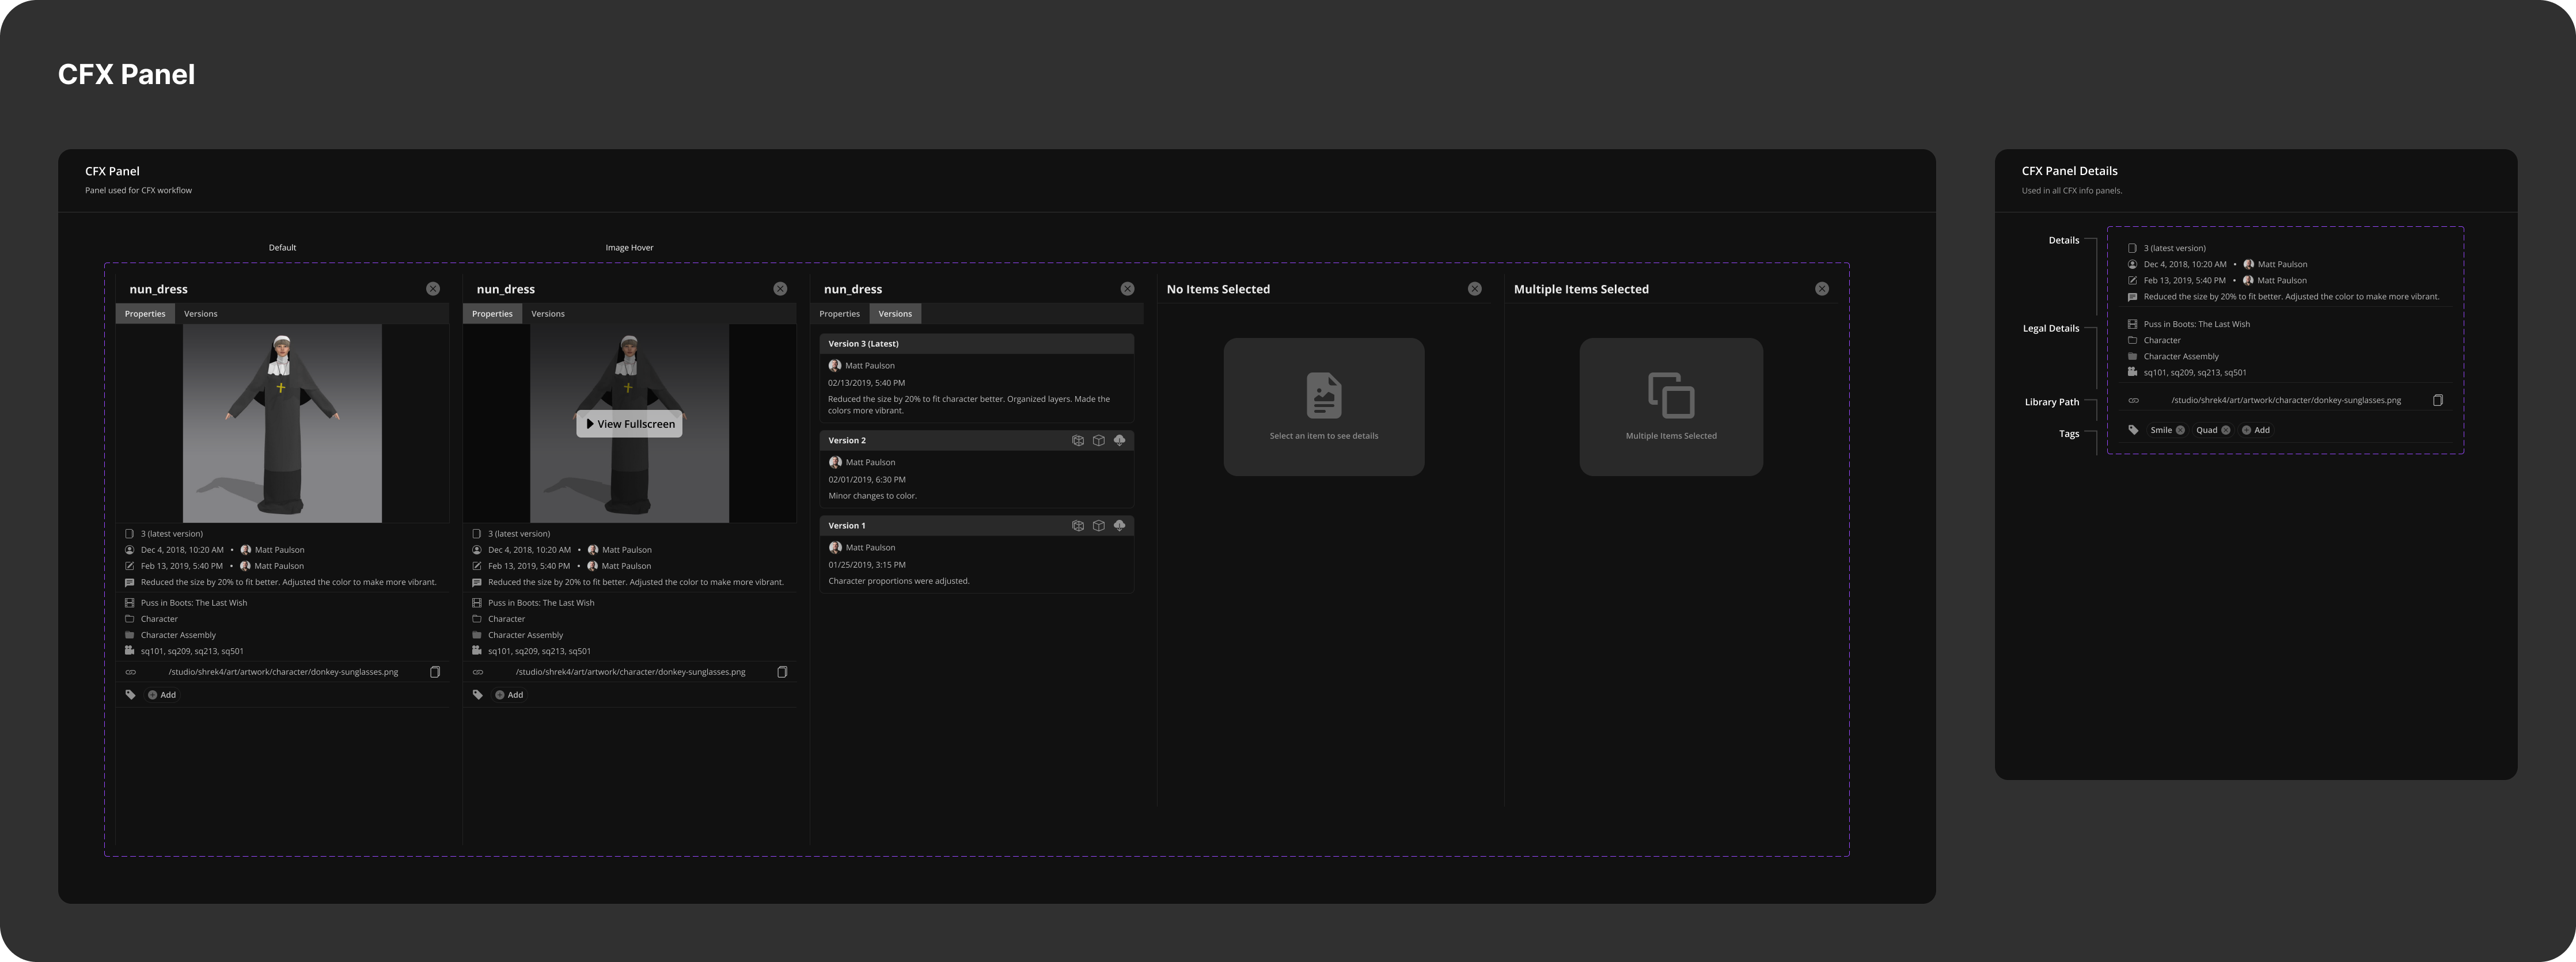 CFX Panel
CFX Panel
Panel used for CFX workflow
Default
Image Hover
nun_dress
Properties
Versions
3 (latest version)
Dec 4, 2018, 10:20 AM • Matt Paulson
Feb 13, 2019, 5:40 PM • Matt Paulson
Reduced the size by 20% to fit better. Adjusted the color to make more vibrant.
Puss in Boots: The Last Wish
Character
Character Assembly
sq101, sq209, sq213, sq501
/studio/shrek4/art/artwork/character/donkey-sunglasses.png
Add
nun_dress
Properties
Versions
View Fullscreen
3 (latest version)
Dec 4, 2018, 10:20 AM • Matt Paulson
Feb 13, 2019, 5:40 PM • Matt Paulson
Reduced the size by 20% to fit better. Adjusted the color to make more vibrant.
Puss in Boots: The Last Wish
Character
Character Assembly
sq101, sq209, sq213, sq501
/studio/shrek4/art/artwork/character/donkey-sunglasses.png
Add
nun_dress
Properties
Versions
Version 3 (Latest)
Matt Paulson
02/13/2019, 5:40 PM
Reduced the size by 20% to fit character better. Organized layers. Made the
colors more vibrant.
Version 2
Matt Paulson
02/01/2019, 6:30 PM
Minor changes to color.
Version 1
Matt Paulson
01/25/2019, 3:15 PM
Character proportions were adjusted.
No Items Selected
Select an item to see details
Multiple Items Selected
Multiple Items Selected
CFX Panel Details
Used in all CFX info panels.
Details
3 (latest version)
Dec 4, 2018, 10:20 AM • Matt Paulson
Feb 13, 2019, 5:40 PM • Matt Paulson
Reduced the size by 20% to fit better. Adjusted the color to make more vibrant.
Legal Details
Puss in Boots: The Last Wish
Character
Character Assembly
sq101, sq209, sq213, sq501
Library Path
/studio/shrek4/art/artwork/character/donkey-sunglasses.png
Tags
Smile
Quad
Add